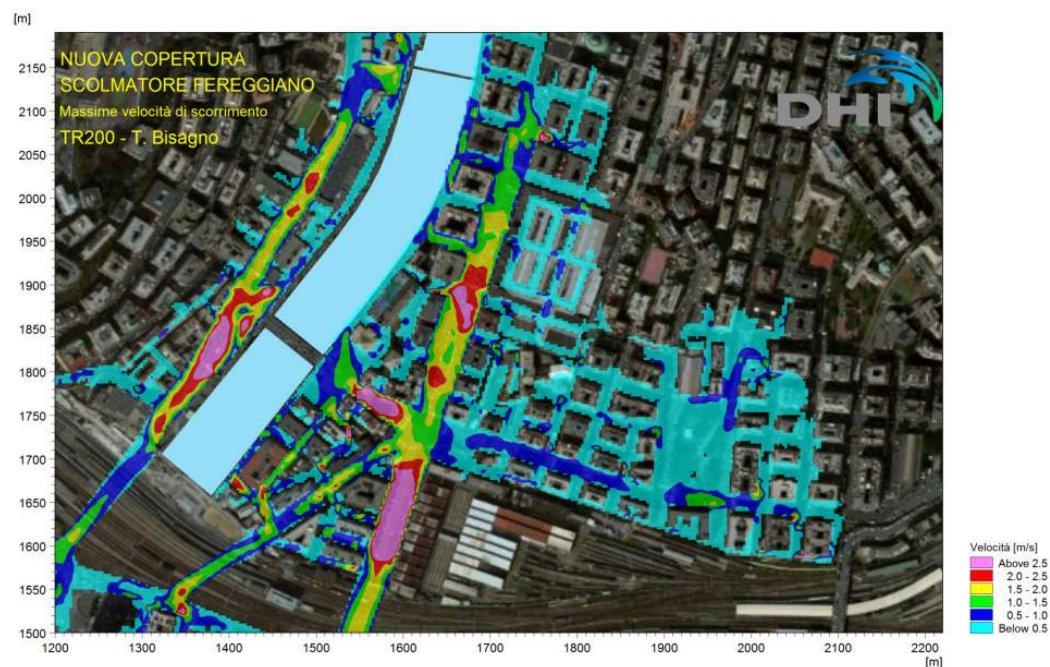 [m]
NUOVA COPERTURA
SCOLMATORE FEREGGIANO
Massime velocità di scorrimento
TR200 - T. Bisagno
DHI
2150
2100
2050
2000
1950
1900
1850
1800
1750
1700
1650
1600
1550
1500
1200
1300
1400
1500
1600
1700
1800
1900
2000
2100
2200
[m]
Velocità [m/s]
Above 2.5
2.0 - 2.5
1.5 - 2.0
1.0 - 1.5
0.5 - 1.0
Below 0.5